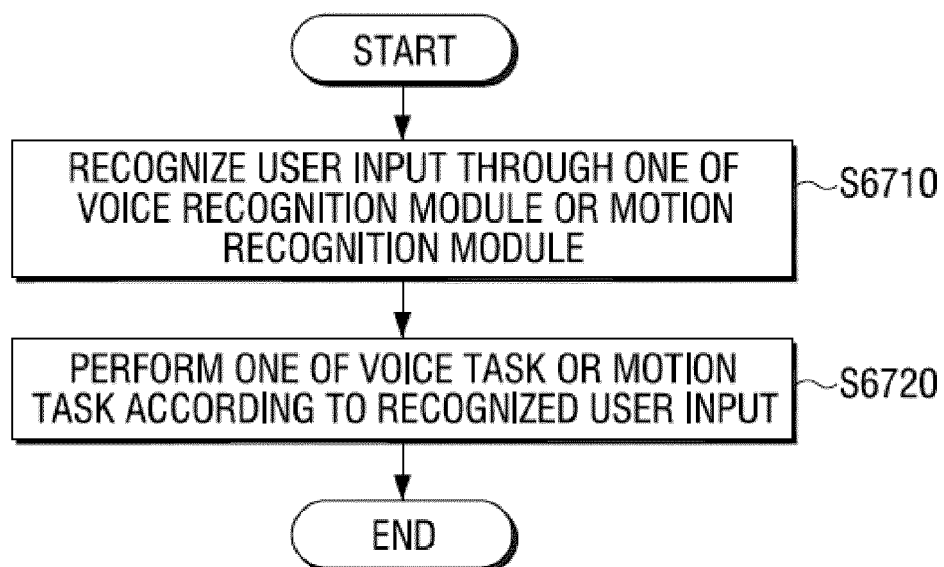 START
RECOGNIZE USER INPUT THROUGH ONE OF
VOICE RECOGNITION MODULE OR MOTION
RECOGNITION MODULE
S6710
PERFORM ONE OF VOICE TASK OR MOTION
TASK ACCORDING TO RECOGNIZED USER INPUT
S6720
END